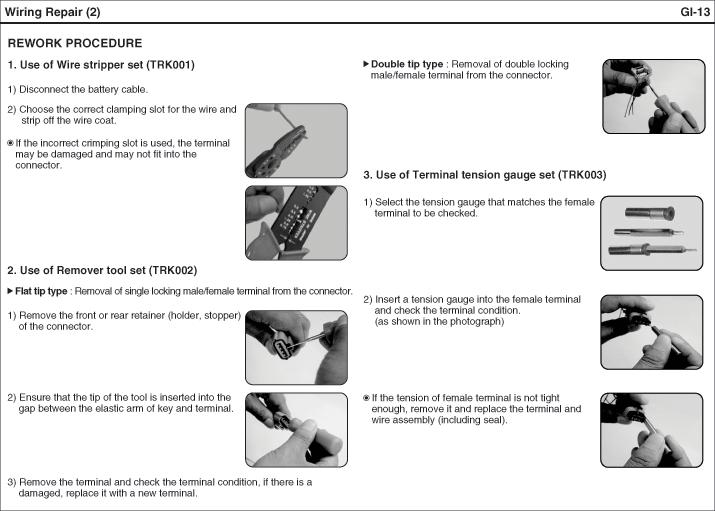 Wiring Repair (2)
GI-13
REWORK PROCEDURE
1. Use of Wire stripper set (TRK001)
1) Disconnect the battery cable.
2) Choose the correct clamping slot for the wire and
strip off the wire coat.
◉ If the incorrect crimping slot is used, the terminal
may be damaged and may not fit into the
connector.
2. Use of Remover tool set (TRK002)
▶ Flat tip type : Removal of single locking male/female terminal from the connector.
1) Remove the front or rear retainer (holder, stopper)
of the connector.
2) Ensure that the tip of the tool is inserted into the
gap between the elastic arm of key and terminal.
3) Remove the terminal and check the terminal condition, if there is a
damaged, replace it with a new terminal.
▶ Double tip type : Removal of double locking
male/female terminal from the connector.
3. Use of Terminal tension gauge set (TRK003)
1) Select the tension gauge that matches the female
terminal to be checked.
2) Insert a tension gauge into the female terminal
and check the terminal condition.
(as shown in the photograph)
◉ If the tension of female terminal is not tight
enough, remove it and replace the terminal and
wire assembly (including seal).